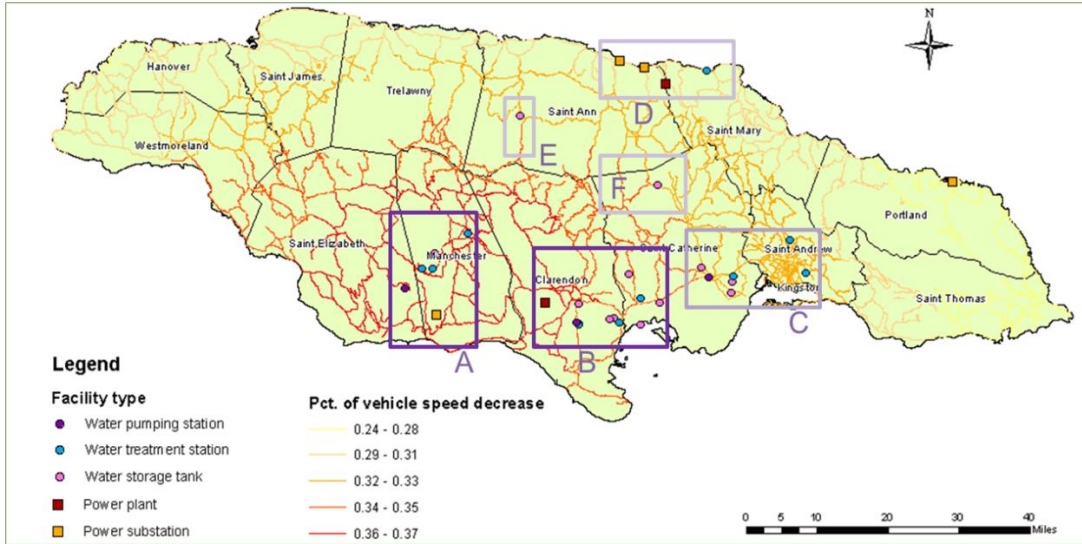 N
Hanover
Saint James
Trelawny
Saint Ann
D
Westmoreland
E
Saint Mary
F
Portland
Saint Elizabeth
Manchester
Saint Catherine
Saint Andrew
Clarendon
Kingston
Saint Thomas
A
B
C
Legend
Facility type
Water pumping station
Water treatment station
Water storage tank
Power plant
Power substation
Pct. of vehicle speed decrease
0.24 - 0.28
0.29 - 0.31
0.32 - 0.33
0.34 - 0.35
0.36 - 0.37
0 5 10 20 30 40
Miles